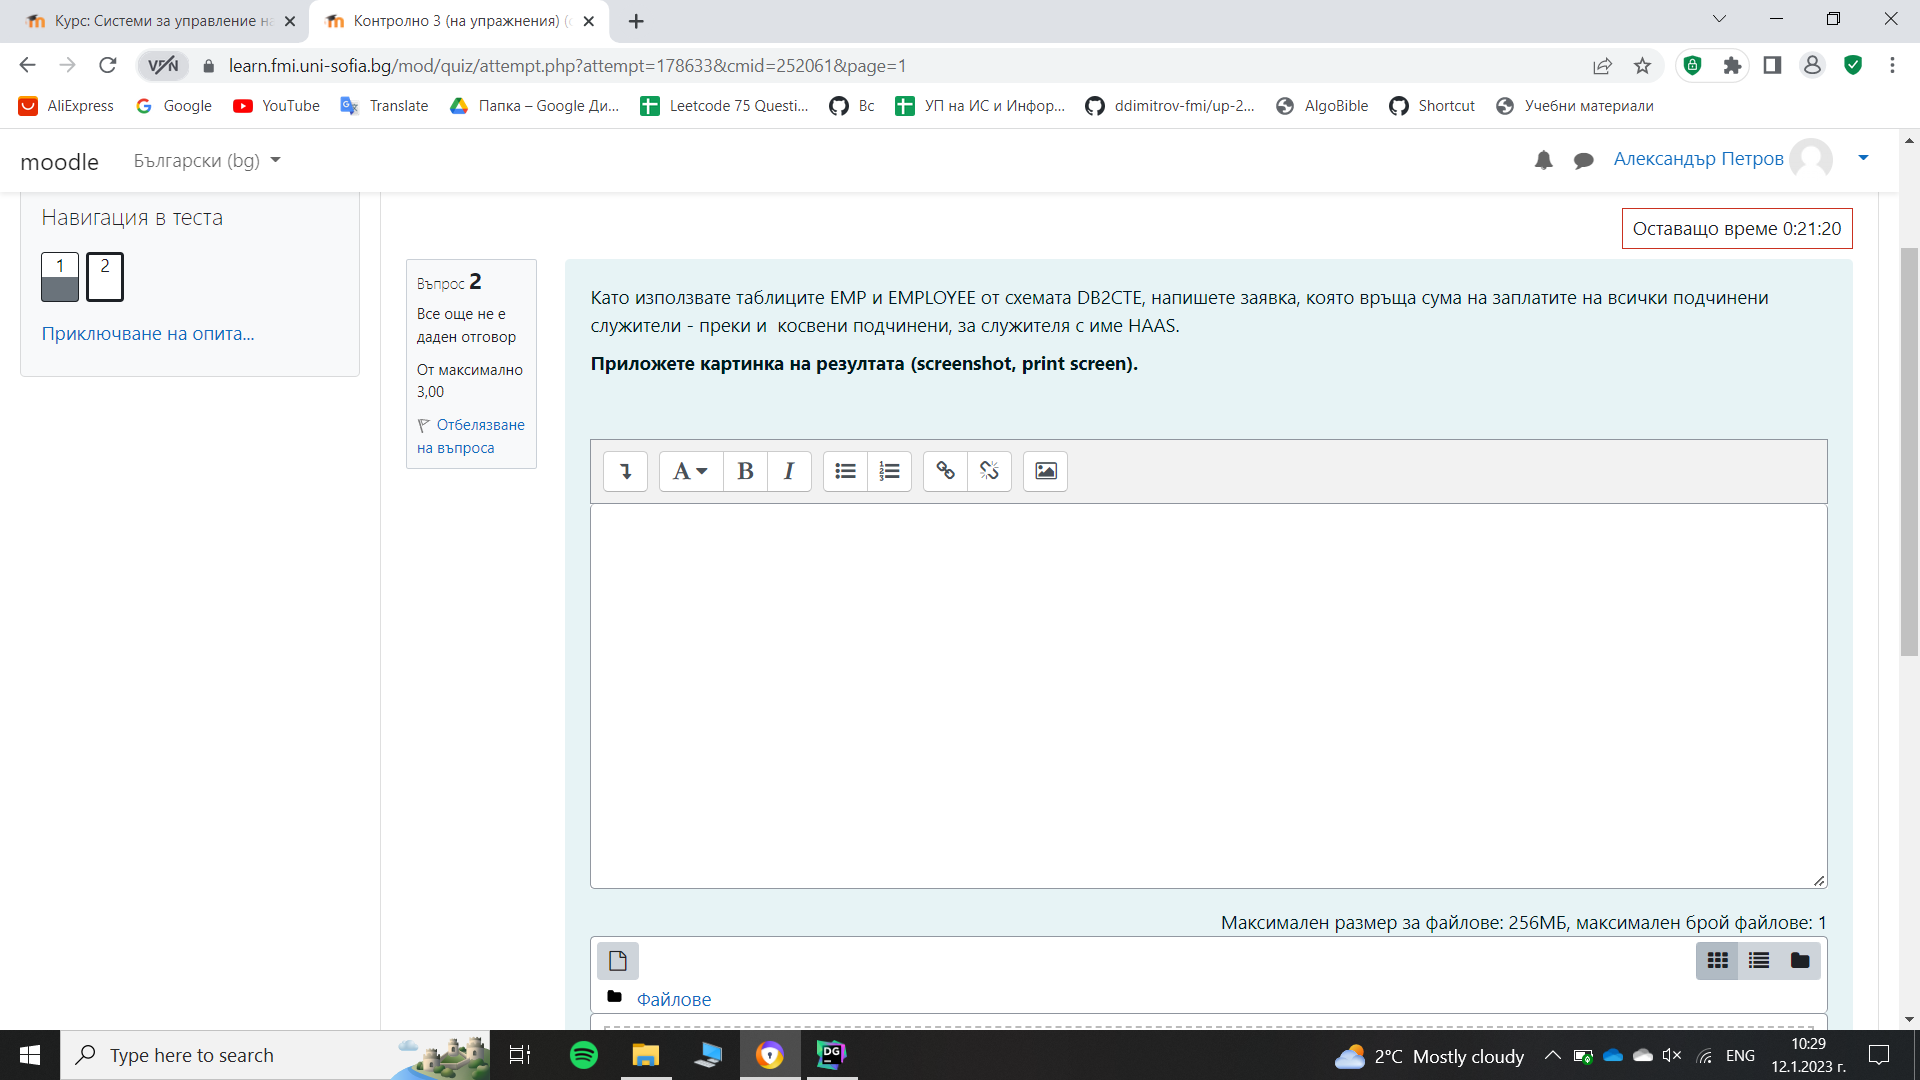 Курс: Системи за управление на
Контролно 3 (на упражнения) (
VPN
learn.fmi.uni-sofia.bg/mod/quiz/attempt.php?attempt=178633&cmid=252061&page=1
AliExpress
Google
YouTube
Translate
Папка – Google Ди...
Leetcode 75 Questi...
Вс
УП на ИС и Инфор...
ddimitrov-fmi/up-2...
AlgoBible
Shortcut
Учебни материали
moodle
Български (bg)
Александър Петров
Навигация в теста
1
2
Приключване на опита...
Оставащо време 0:21:20
Въпрос 2
Все още не е
даден отговор
От максимално
3,00
Отбелязване
на въпроса
Като използвате таблиците EMP и EMPLOYEE от схемата DB2CTE, напишете заявка, която връща сума на заплатите на всички подчинени
служители - преки и косвени подчинени, за служителя с име HAAS.
Приложете картинка на резултата (screenshot, print screen).
A
B
I
Максимален размер за файлове: 256МБ, максимален брой файлове: 1
Файлове
Type here to search
DG
2°C Mostly cloudy
ENG
10:29
12.1.2023 г.